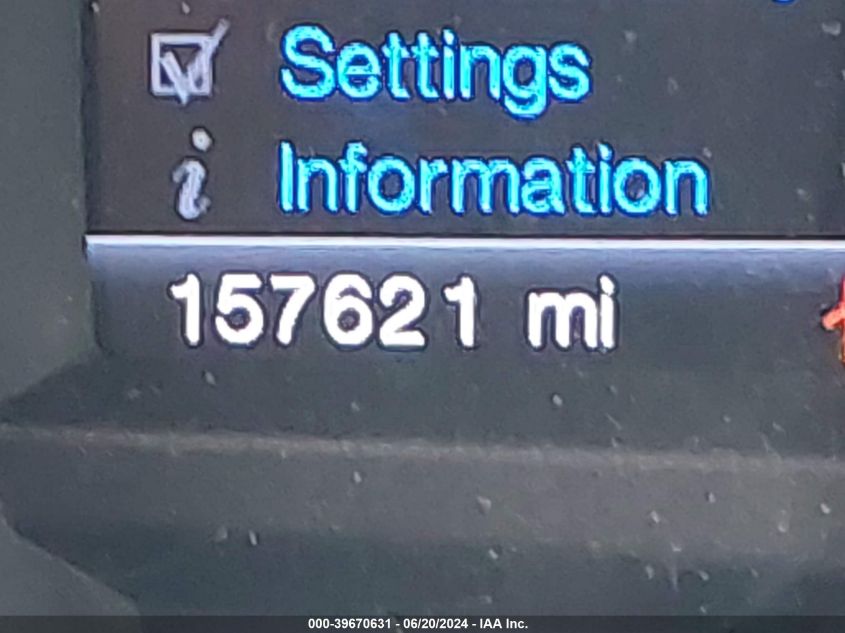 Settings
Information
157621 mi
000-39670631 - 06/20/2024 - IAA Inc.